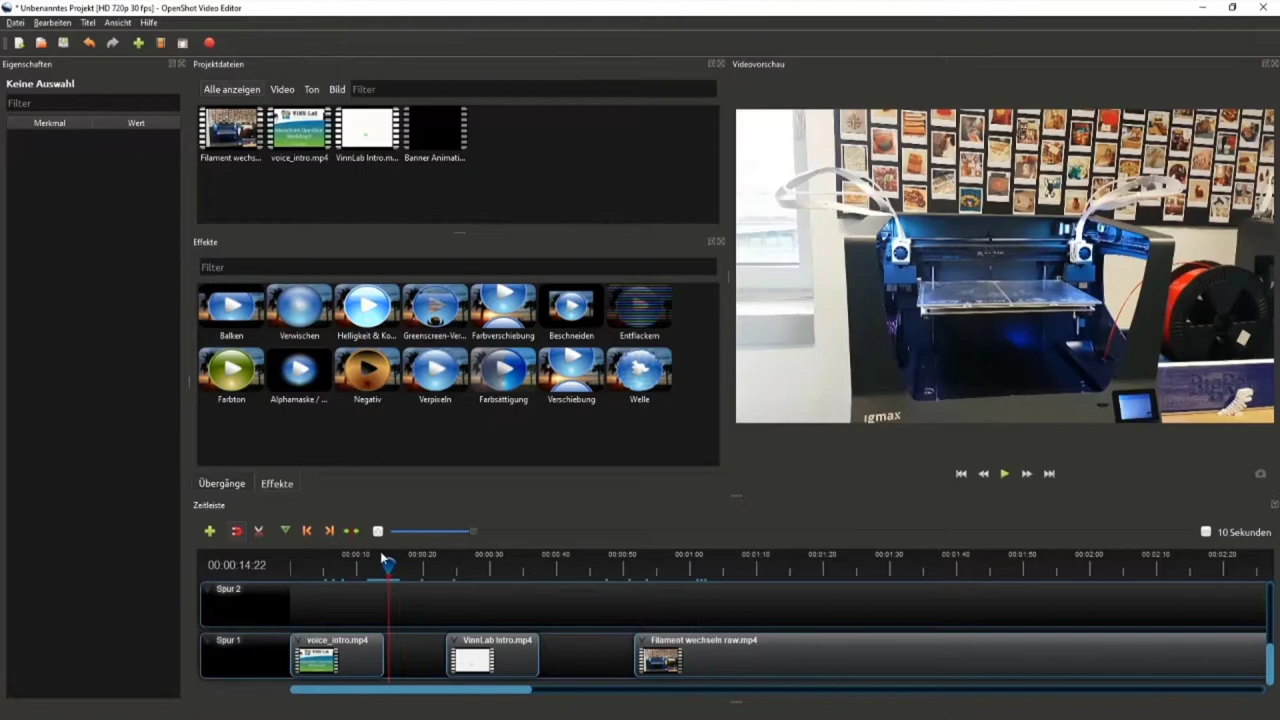 * Unbenanntes Projekt [HD 720p 30 fps] - OpenShot Video Editor
Datei Bearbeiten Titel Ansicht Hilfe
Eigenschaften
Keine Auswahl
Filter
Merkmal Wert
Projektdateien
Alle anzeigen Video Ton Bild Filter
Filament wechs... voice_intro.mp4 VinnLab Intro.m... Banner Animati...
Effekte
Filter
Balken Verwischen Helligkeit & Ko... Greenscreen-Ver... Farbverschiebung Beschneiden Entflackern
Farbton Alphamaske / ... Negativ Verpixeln Farbsättigung Verschiebung Welle
Übergänge Effekte
Videovorschau
igmax
Zeitleiste
10 Sekunden
00:00:14:22
00:00:10 00:00:20 00:00:30 00:00:40 00:00:50 00:01:00 00:01:10 00:01:20 00:01:30 00:01:40 00:01:50 00:02:00 00:02:10 00:02:20
Spur 2
Spur 1
voice_intro.mp4 VinnLab Intro.mp4 Filament wechseln raw.mp4